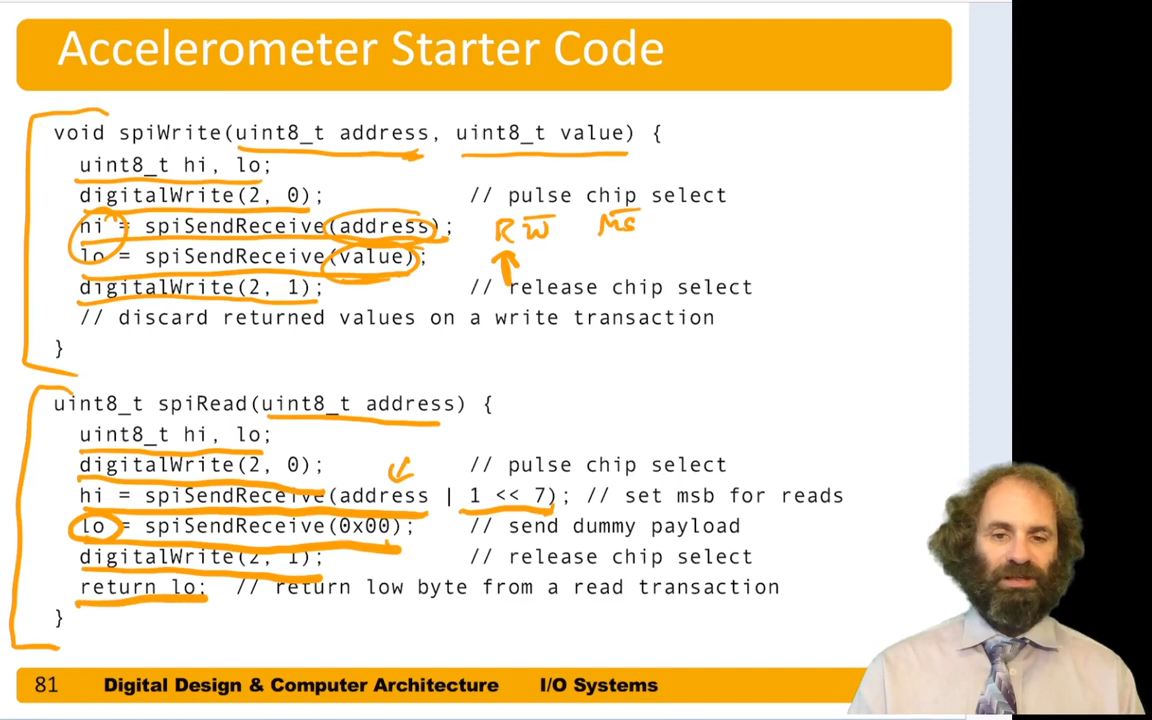 Accelerometer Starter Code
void spiWrite(uint8_t address, uint8_t value) {
uint8_t hi, lo;
digitalWrite(2, 0); // pulse chip select
hi = spiSendReceive(address); RW MS
lo = spiSendReceive(value);
digitalWrite(2, 1); // release chip select
// discard returned values on a write transaction
}
uint8_t spiRead(uint8_t address) {
uint8_t hi, lo;
digitalWrite(2, 0); // pulse chip select
hi = spiSendReceive(address | 1 << 7); // set msb for reads
lo = spiSendReceive(0x00); // send dummy payload
digitalWrite(2, 1); // release chip select
return lo; // return low byte from a read transaction
}
81 Digital Design & Computer Architecture I/O Systems